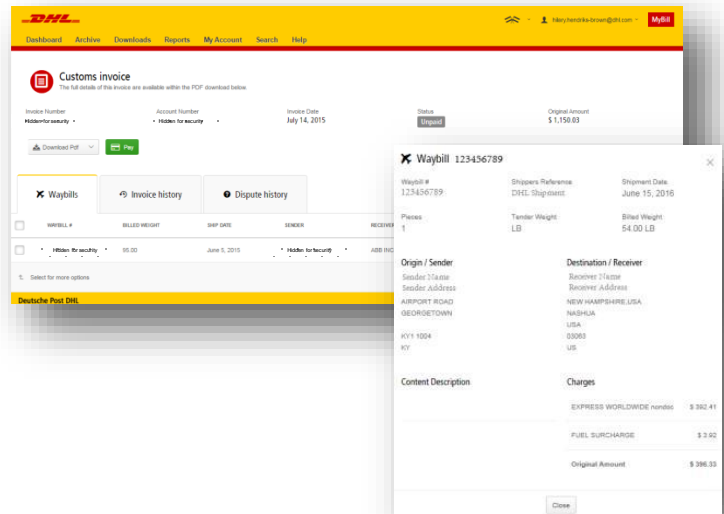 DHL
hilary.hendriks-brown@dhl.com MyBill
Dashboard Archive Downloads Reports My Account Search Help
Customs invoice
The full details of this invoice are available within the PDF download below.
Invoice Number Account Number Invoice Date Status Original Amount
Hidden for security • • Hidden for security • July 14, 2015 Unpaid $ 1,150.03
Download Pdf Pay
Waybills Invoice history Dispute history
WAYBILL # BILLED WEIGHT SHIP DATE SENDER RECEIVER
• Hidden for security • 95.00 June 5, 2015 • Hidden for security • ABB INC
Select for more options
Deutsche Post DHL
Waybill 123456789
Waybill # Shippers Reference Shipment Date
123456789 DHL Shipment June 15, 2016
Pieces Tender Weight Billed Weight
1 LB 54.00 LB
Origin / Sender Destination / Receiver
Sender Name Receiver Name
Sender Address Receiver Address
AIRPORT ROAD NEW HAMPSHIRE,USA
GEORGETOWN NASHUA
USA
KY1 1004 03063
KY US
Content Description Charges
EXPRESS WORLDWIDE nondoc $ 392.41
FUEL SURCHARGE $ 3.92
Original Amount $ 396.33
Close